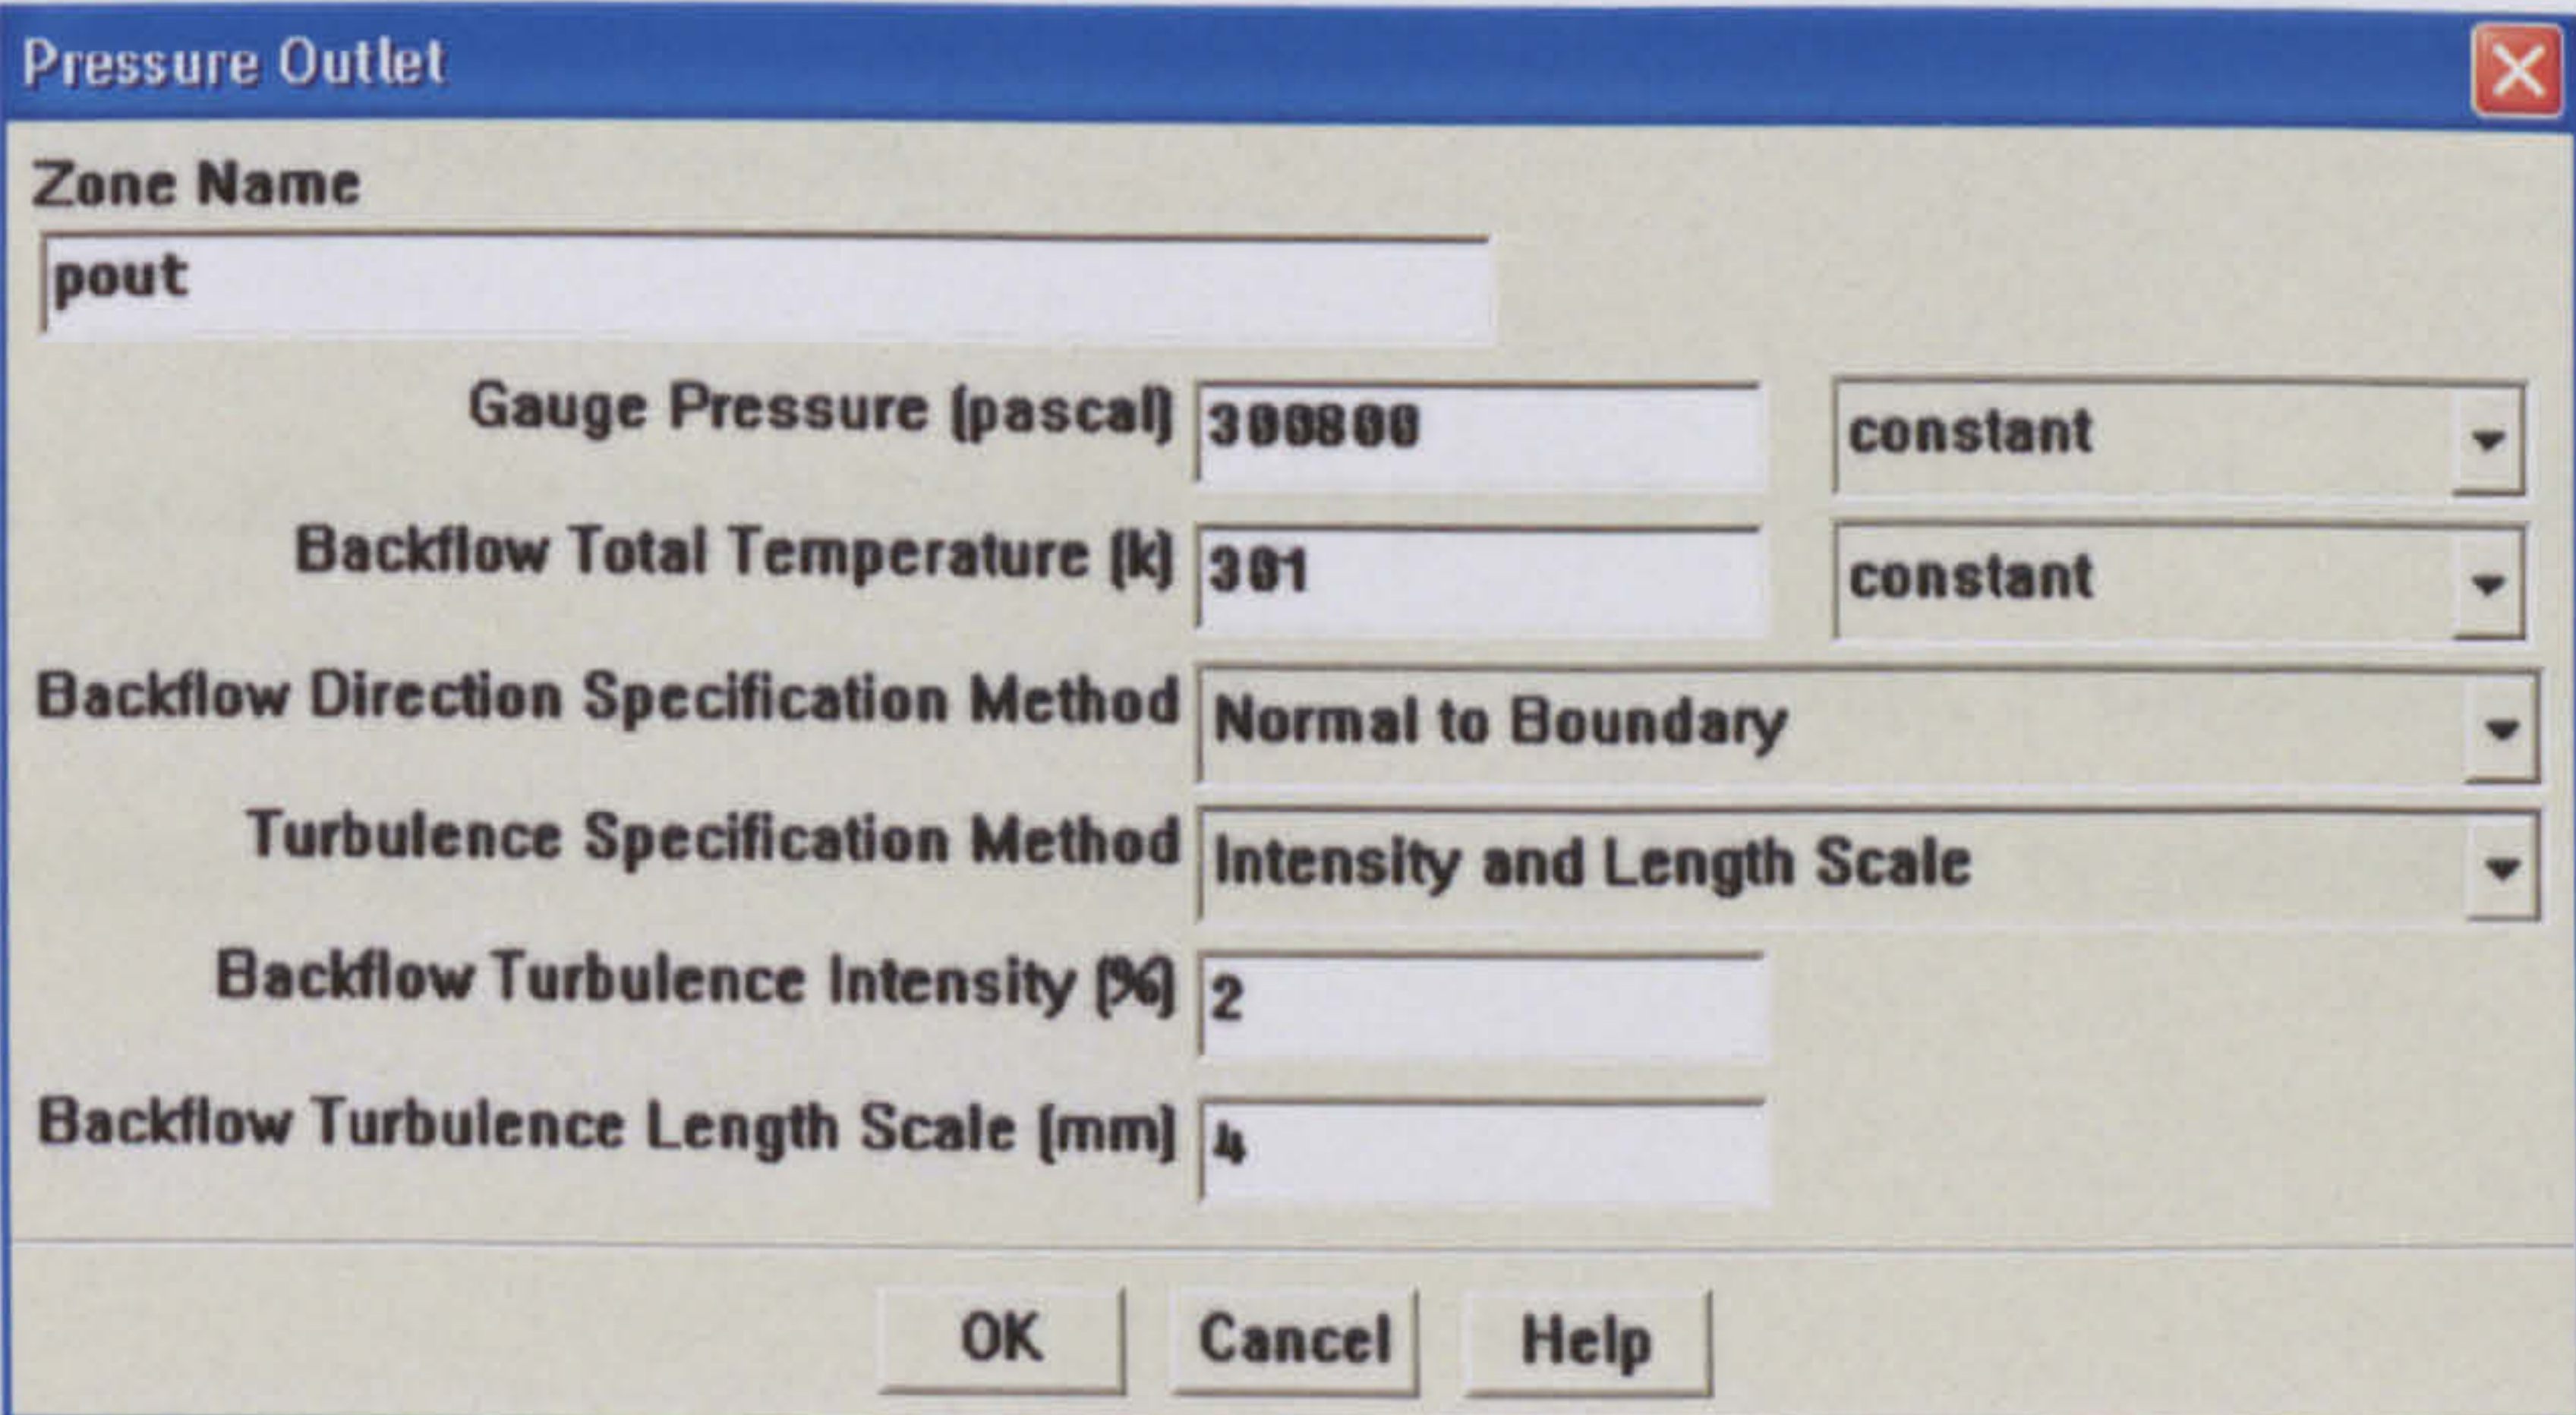 Pressure Outlet
Zone Name
pout
Gauge Pressure (pascal) 300800 constant
Backflow Total Temperature (k) 301 constant
Backflow Direction Specification Method Normal to Boundary
Turbulence Specification Method Intensity and Length Scale
Backflow Turbulence Intensity (%) 2
Backflow Turbulence Length Scale (mm) 4
OK Cancel Help